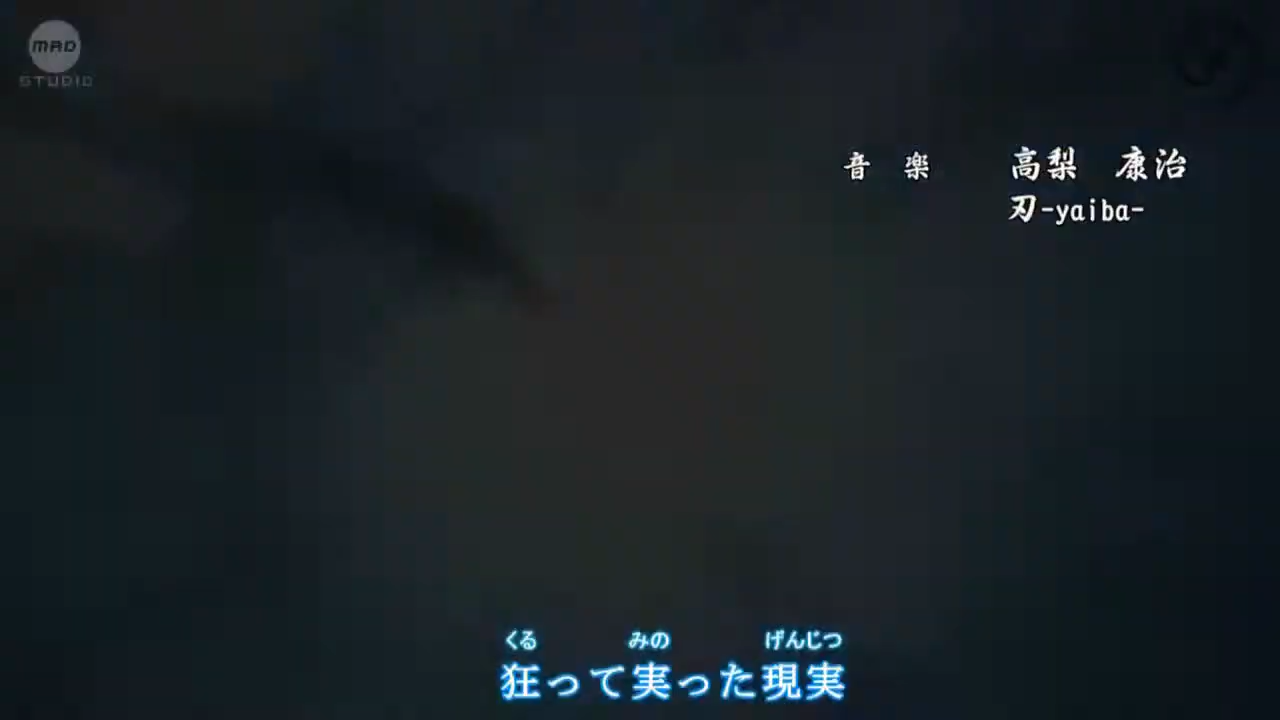 MAD
STUDIO
音 楽 高梨 康治
刃-yaiba-
くる みの げんじつ
狂って実った現実